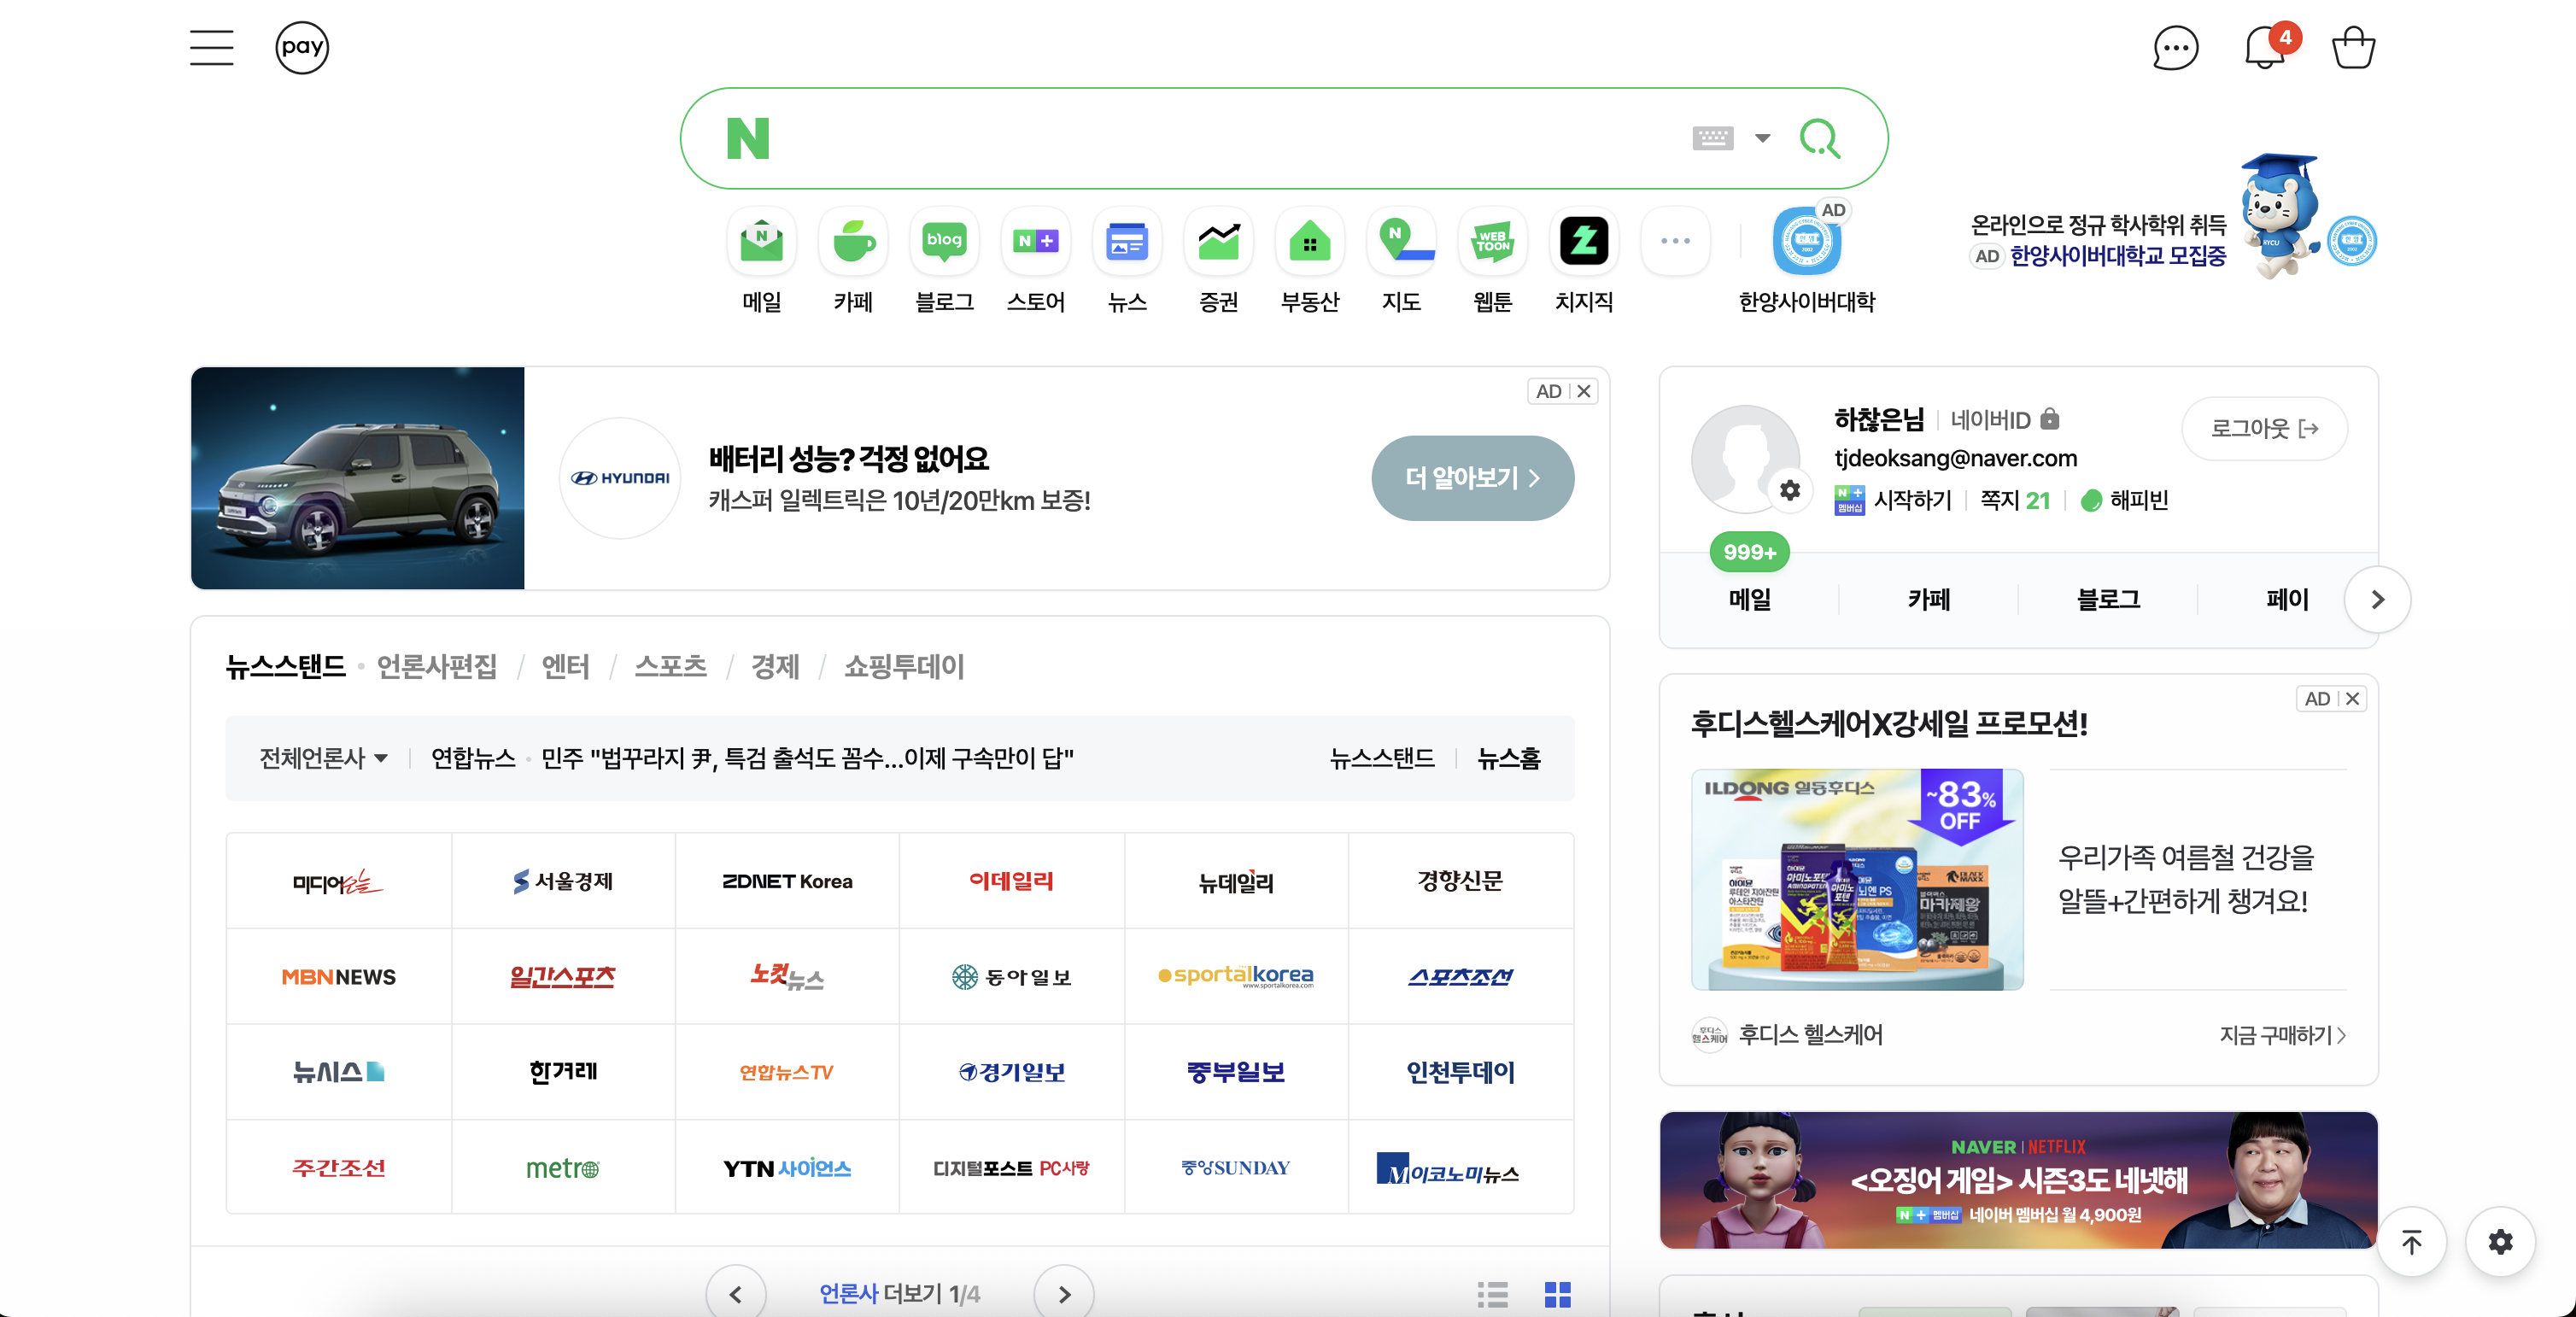 pay
4
N
메일
카페
블로그
스토어
뉴스
증권
부동산
지도
웹툰
치지직
AD
한양사이버대학
온라인으로 정규 학사학위 취득
AD 한양사이버대학교 모집중
HYUNDAI
배터리 성능? 걱정 없어요
캐스퍼 일렉트릭은 10년/20만km 보증!
더 알아보기
AD
하찮은님 네이버ID
tjdeoksang@naver.com
로그아웃
N+ 멤버십 시작하기 쪽지 21 해피빈
999+
메일 카페 블로그 페이
뉴스스탠드 · 언론사편집 / 엔터 / 스포츠 / 경제 / 쇼핑투데이
전체언론사 연합뉴스 · 민주 "법꾸라지 尹, 특검 출석도 꼼수...이제 구속만이 답" 뉴스스탠드 뉴스홈
미디어오늘 서울경제 ZDNET Korea 이데일리 뉴데일리 경향신문
MBN NEWS 일간스포츠 노컷뉴스 동아일보 sportalkorea www.sportalkorea.com 스포츠조선
뉴시스 한겨레 연합뉴스TV 경기일보 중부일보 인천투데이
주간조선 metro YTN 사이언스 디지털포스트 PC사랑 중앙SUNDAY M이코노미뉴스
언론사 더보기 1/4
AD
후디스헬스케어X강세일 프로모션!
ILDONG 일동후디스
~83% OFF
우리가족 여름철 건강을
알뜰+간편하게 챙겨요!
후디스 헬스케어
지금 구매하기
NAVER | NETFLIX
<오징어 게임> 시즌3도 네넷해
N+ 멤버십 네이버 멤버십 월 4,900원